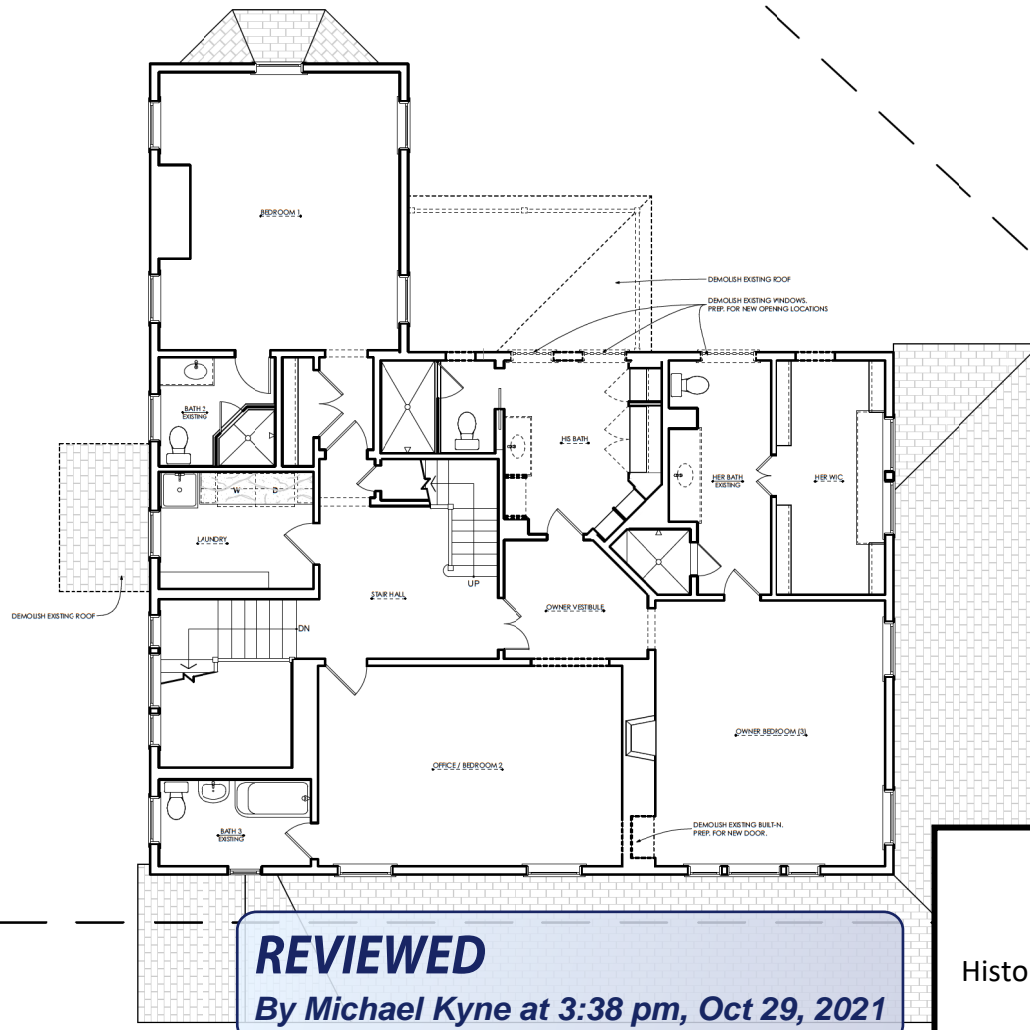 BEDROOM 1
DEMOLISH EXISTING ROOF
DEMOLISH EXISTING WINDOWS.
PREP. FOR NEW OPENING LOCATIONS
BATH 2
EXISTING
HIS BATH
HER BATH
EXISTING
HER WIC
W
D
LAUNDRY
UP
STAIR HALL
OWNER VESTIBULE
DEMOLISH EXISTING ROOF
DN
OWNER BEDROOM (3)
OFFICE / BEDROOM 2
BATH 3
EXISTING
DEMOLISH EXISTING BUILT-N.
PREP. FOR NEW DOOR.
REVIEWED
By Michael Kyne at 3:38 pm, Oct 29, 2021
Histo